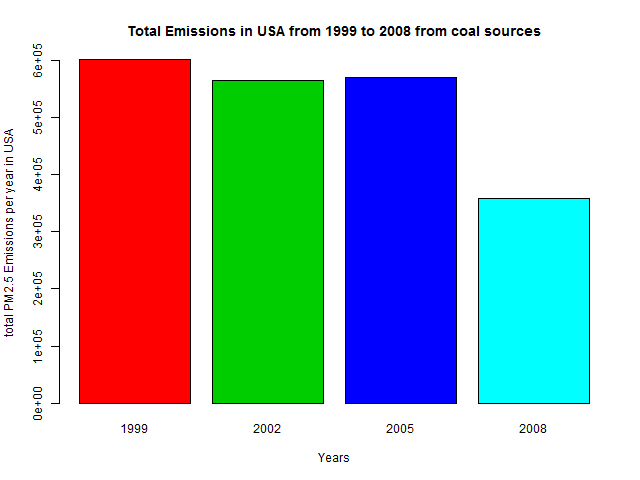 Total Emissions in USA from 1999 to 2008 from coal sources
total PM2.5 Emissions per year in USA
6e+05
5e+05
4e+05
3e+05
2e+05
1e+05
0e+00
1999 2002 2005 2008
Years